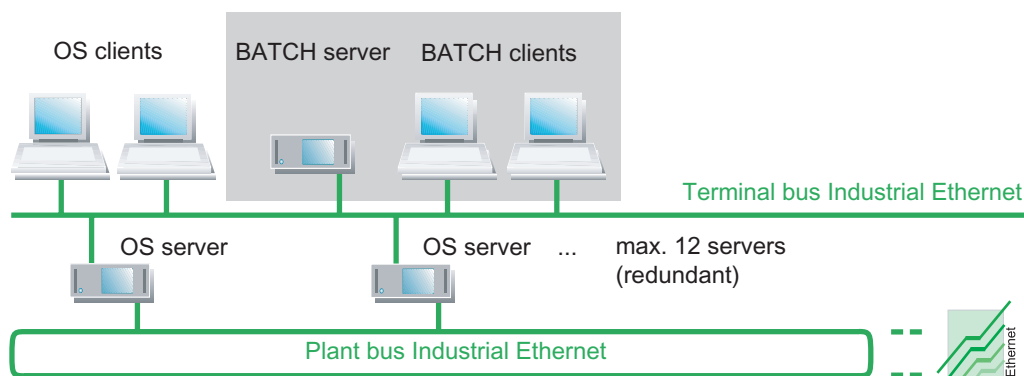 OS clients
BATCH server
BATCH clients
Terminal bus Industrial Ethernet
OS server
OS server ... max. 12 servers
(redundant)
Plant bus Industrial Ethernet
Ethernet